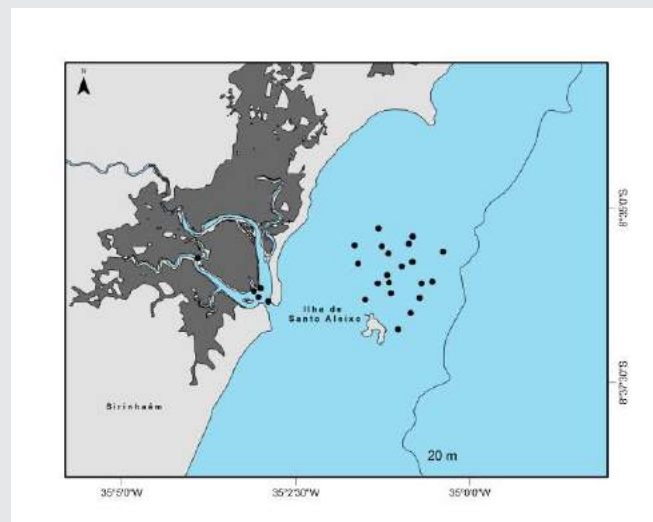 N
8°35'0"S
Ilha de
Santo Aleixo
8°37'30"S
Sirinhaém
20 m
35°5'0"W
35°2'30"W
35°0'0"W